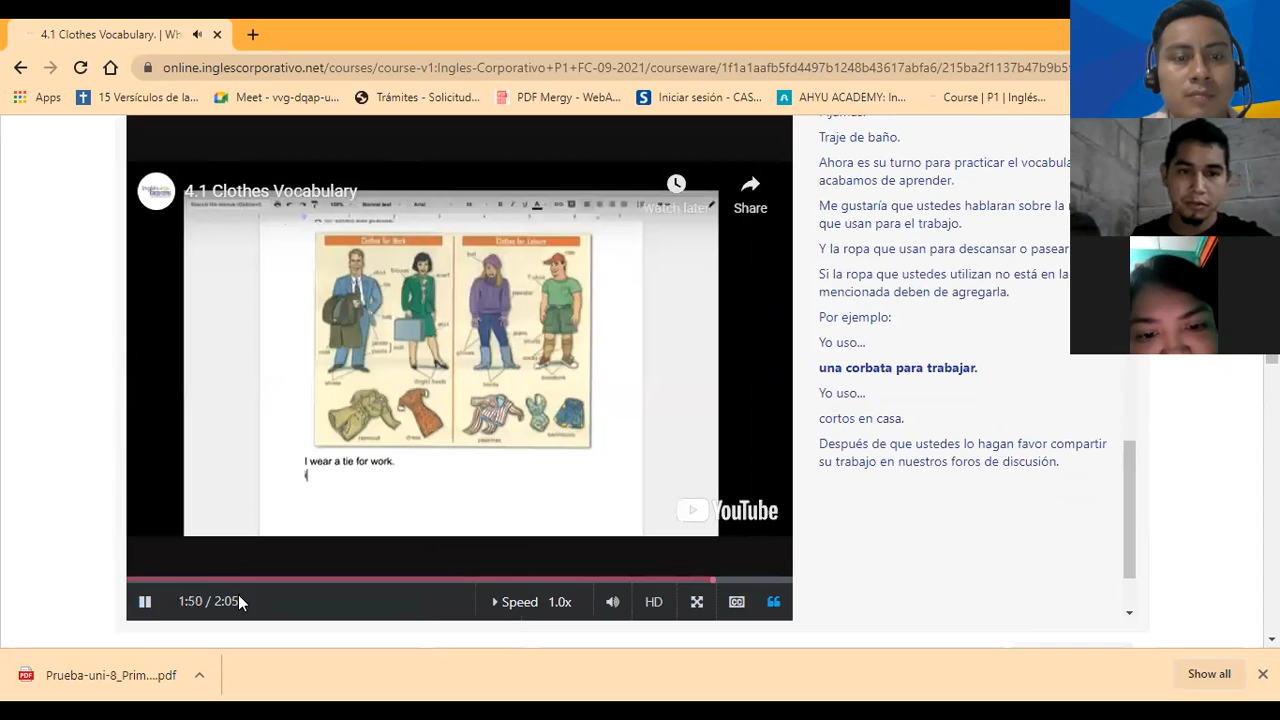 4.1 Clothes Vocabulary. | Wh
online.inglescorporativo.net/courses/course-v1:Ingles-Corporativo+P1+FC-09-2021/courseware/1f1a1aafb5fd4497b1248b43617abfa6/215ba2f1137b47b9b5
Apps
15 Versículos de la...
Meet - vvg-dqap-u...
Trámites - Solicitud...
PDF Mergy - WebA...
Iniciar sesión - CAS...
AHYU ACADEMY: In...
Course | P1 | Inglés...
4.1 Clothes Vocabulary
Watch later
Share
Clothes for Work
Clothes for Leisure
I wear a tie for work.
YouTube
1:50 / 2:05
Speed 1.0x
HD
Traje de baño.
Ahora es su turno para practicar el vocabula
acabamos de aprender.
Me gustaría que ustedes hablaran sobre la
que usan para el trabajo.
Y la ropa que usan para descansar o pasear
Si la ropa que ustedes utilizan no está en la
mencionada deben de agregarla.
Por ejemplo:
Yo uso...
una corbata para trabajar.
Yo uso...
cortos en casa.
Después de que ustedes lo hagan favor compartir
su trabajo en nuestros foros de discusión.
Prueba-uni-8_Prim....pdf
Show all